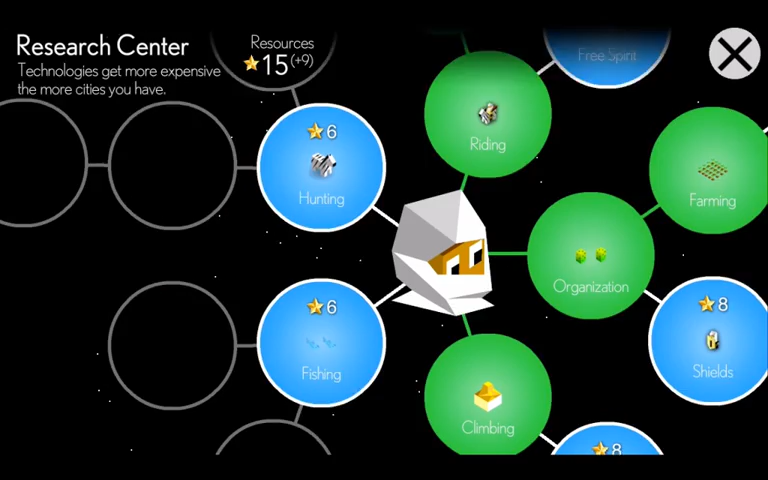 Research Center
Technologies get more expensive
the more cities you have.
Resources
15 (+9)
Free Spirit
Riding
6
Hunting
Farming
Organization
6
Fishing
8
Shields
Climbing
8